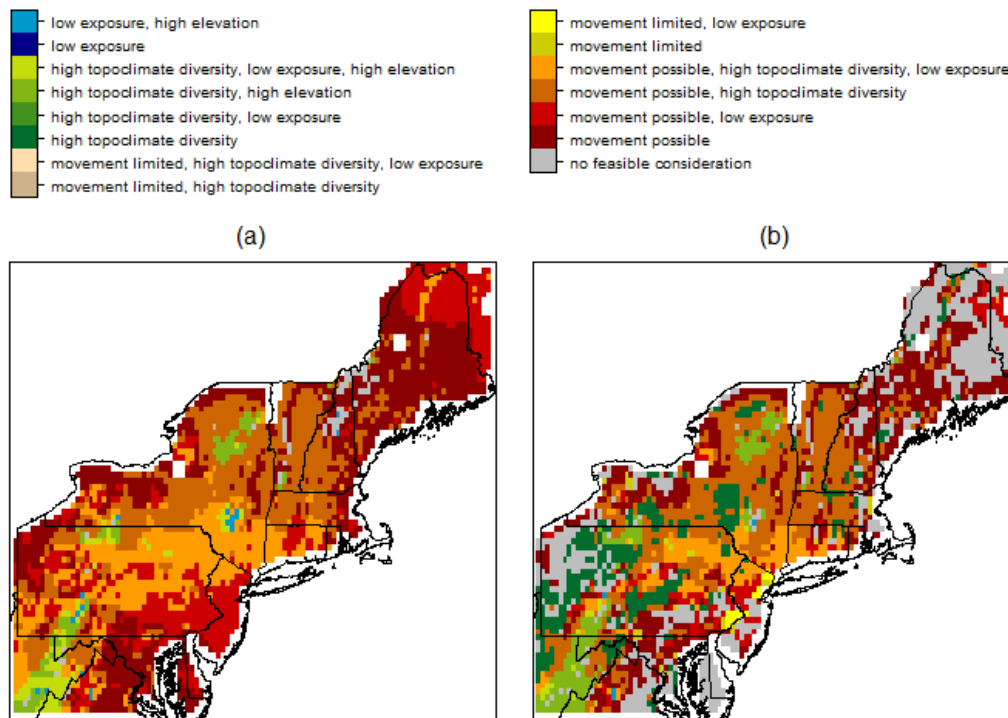 low exposure, high elevation
low exposure
high topoclimate diversity, low exposure, high elevation
high topoclimate diversity, high elevation
high topoclimate diversity, low exposure
high topoclimate diversity
movement limited, high topoclimate diversity, low exposure
movement limited, high topoclimate diversity
movement limited, low exposure
movement limited
movement possible, high topoclimate diversity, low exposure
movement possible, high topoclimate diversity
movement possible, low exposure
movement possible
no feasible consideration
(a)
(b)